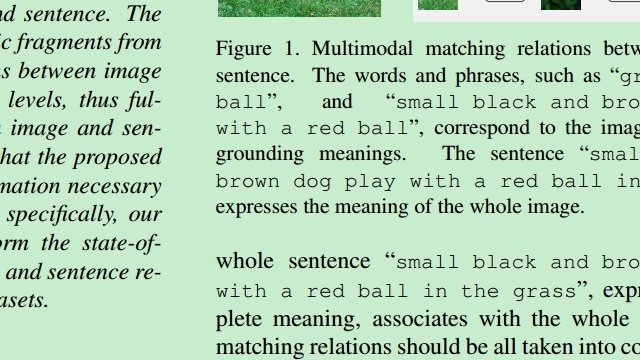 nd sentence. The
ic fragments from
ns between image
levels, thus ful-
image and sen-
hat the proposed
mation necessary
specifically, our
orm the state-of-
and sentence re-
asets.
Figure 1. Multimodal matching relations betw
sentence. The words and phrases, such as “gr
ball”, and “small black and bro
with a red ball”, correspond to the imag
grounding meanings. The sentence “smal
brown dog play with a red ball in
expresses the meaning of the whole image.
whole sentence “small black and bro
with a red ball in the grass”, expr
plete meaning, associates with the whole
matching relations should be all taken into co